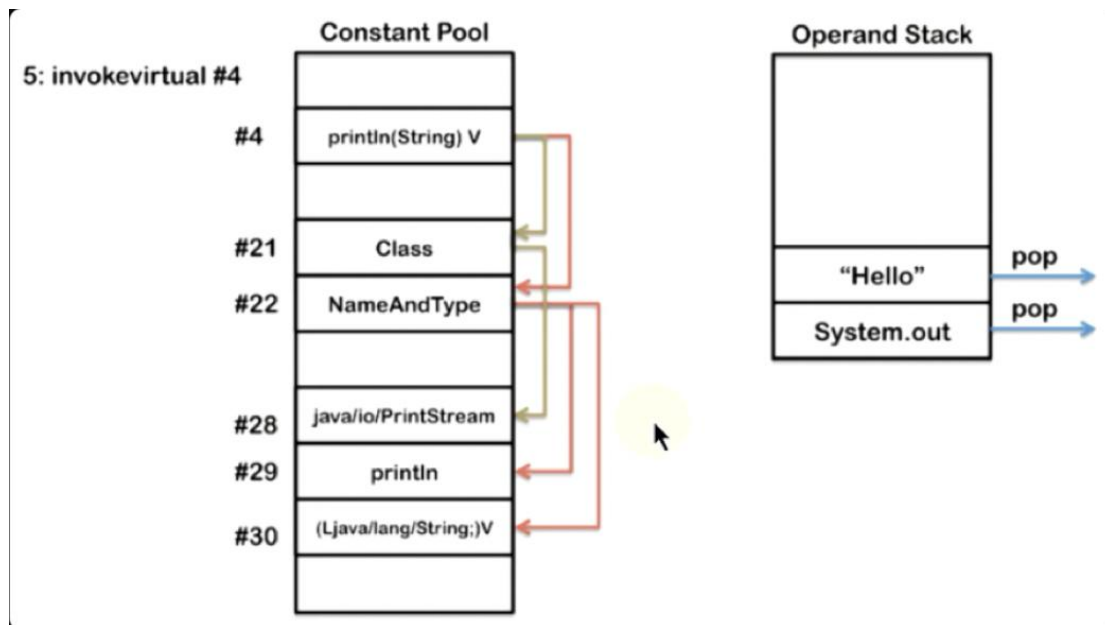 Constant Pool
Operand Stack
5: invokevirtual #4
#4
println(String) V
#21
Class
#22
NameAndType
#28
java/io/PrintStream
#29
println
#30
(Ljava/lang/String;)V
"Hello"
pop
System.out
pop